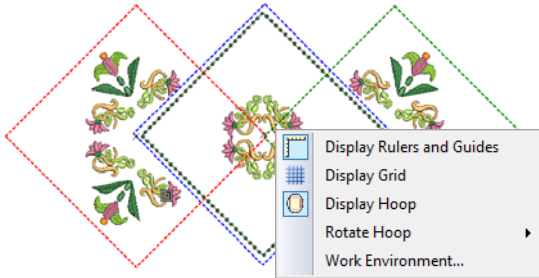 Display Rulers and Guides
Display Grid
Display Hoop
Rotate Hoop
Work Environment...